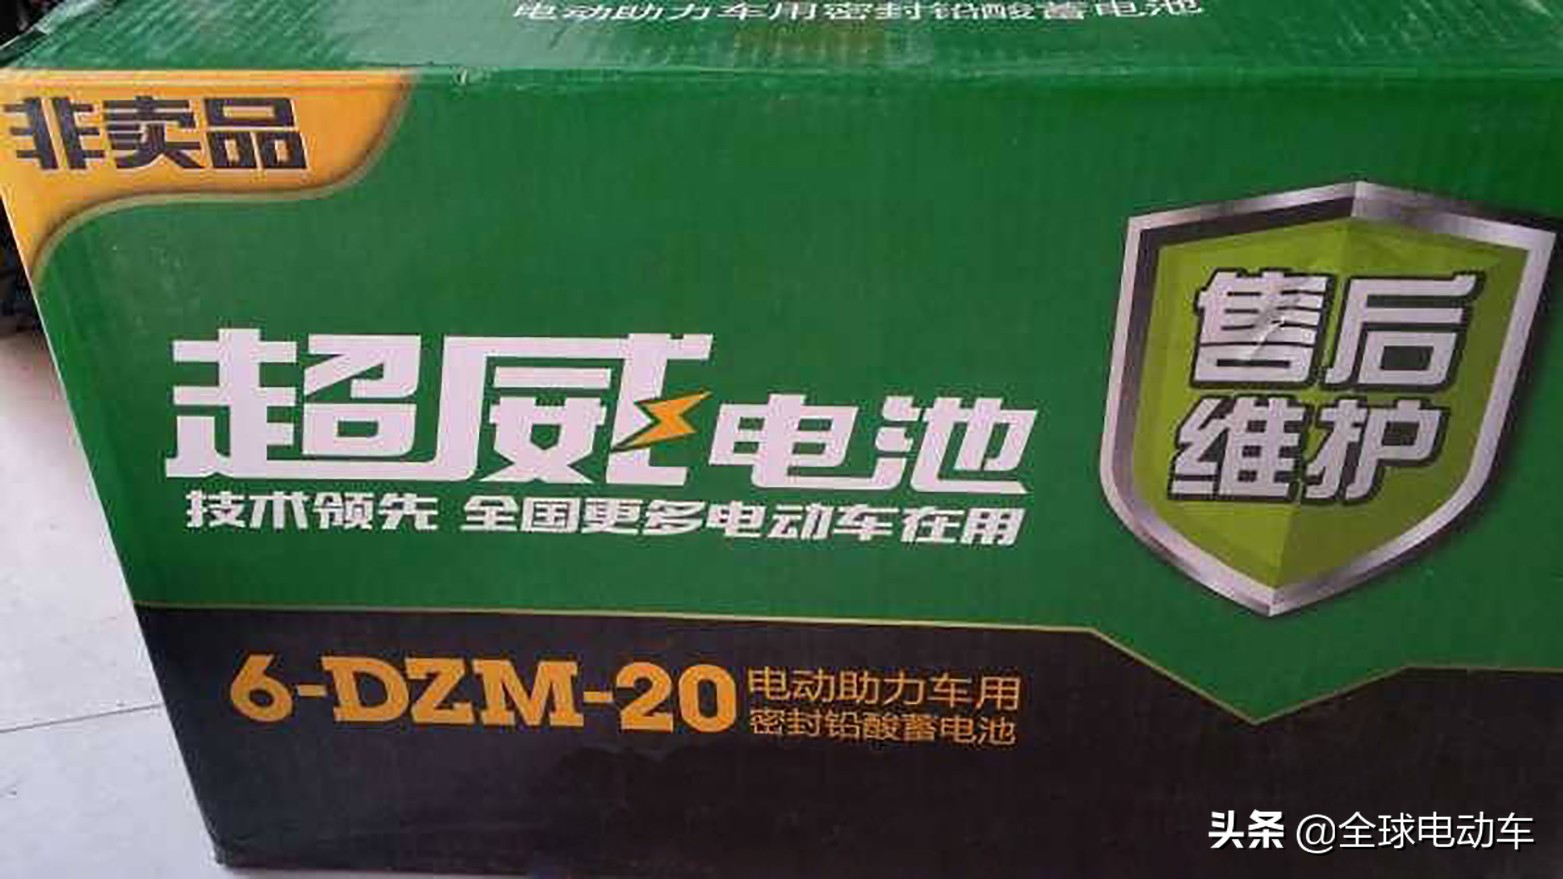 电动助力车用密封铅酸蓄电池
非卖品
售后
维护
超威电池
技术领先 全国更多电动车在用
6-DZM-20
电动助力车用
密封铅酸蓄电池
头条 @全球电动车